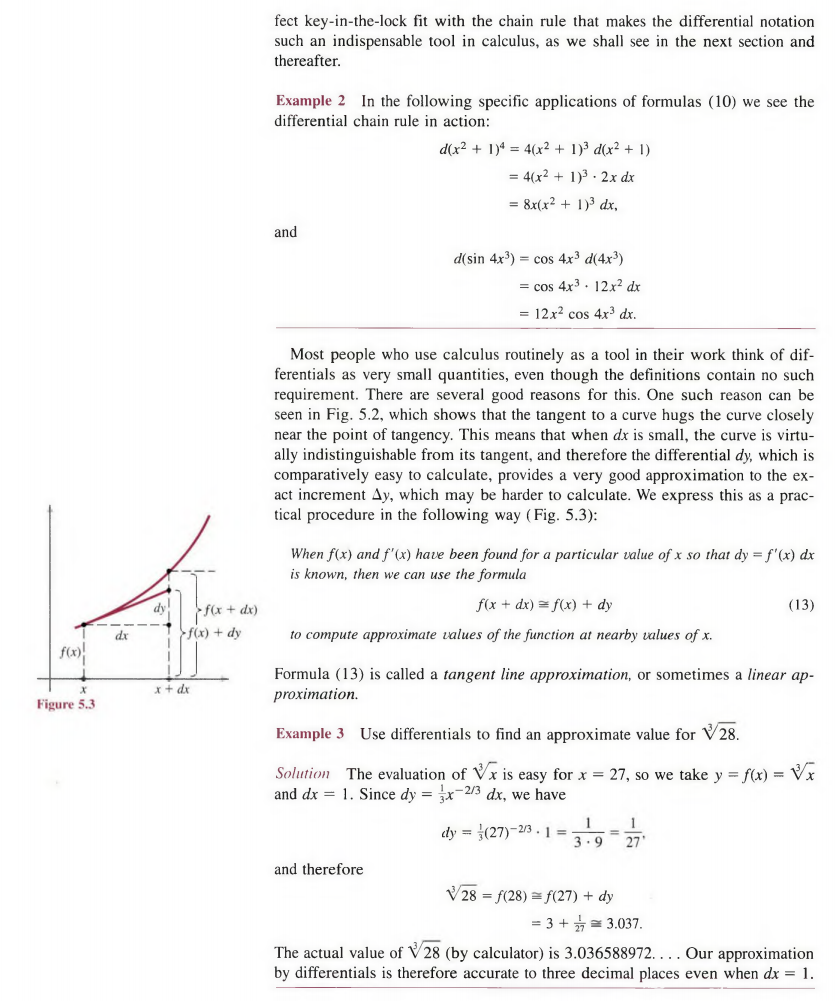 fect key-in-the-lock fit with the chain rule that makes the differential notation
such an indispensable tool in calculus, as we shall see in the next section and
thereafter.
Example 2 In the following specific applications of formulas (10) we see the
differential chain rule in action:
d(x² + 1)⁴ = 4(x² + 1)³ d(x² + 1)
= 4(x² + 1)³ · 2x dx
= 8x(x² + 1)³ dx,
and
d(sin 4x³) = cos 4x³ d(4x³)
= cos 4x³ · 12x² dx
= 12x² cos 4x³ dx.
Most people who use calculus routinely as a tool in their work think of dif-
ferentials as very small quantities, even though the definitions contain no such
requirement. There are several good reasons for this. One such reason can be
seen in Fig. 5.2, which shows that the tangent to a curve hugs the curve closely
near the point of tangency. This means that when dx is small, the curve is virtu-
ally indistinguishable from its tangent, and therefore the differential dy, which is
comparatively easy to calculate, provides a very good approximation to the ex-
act increment Δy, which may be harder to calculate. We express this as a prac-
tical procedure in the following way (Fig. 5.3):
When f(x) and f′(x) have been found for a particular value of x so that dy = f′(x) dx
is known, then we can use the formula
f(x + dx) ≅ f(x) + dy (13)
to compute approximate values of the function at nearby values of x.
dy
f(x + dx)
dx
f(x) + dy
f(x)
x
x + dx
Figure 5.3
Formula (13) is called a tangent line approximation, or sometimes a linear ap-
proximation.
Example 3 Use differentials to find an approximate value for ∛28.
Solution The evaluation of ∛x is easy for x = 27, so we take y = f(x) = ∛x
and dx = 1. Since dy = ⅓x⁻²ᐟ³ dx, we have
dy = ⅓(27)⁻²ᐟ³ · 1 = 1/(3 · 9) = 1/27,
and therefore
∛28 = f(28) ≅ f(27) + dy
= 3 + 1/27 ≅ 3.037.
The actual value of ∛28 (by calculator) is 3.036588972. . . . Our approximation
by differentials is therefore accurate to three decimal places even when dx = 1.